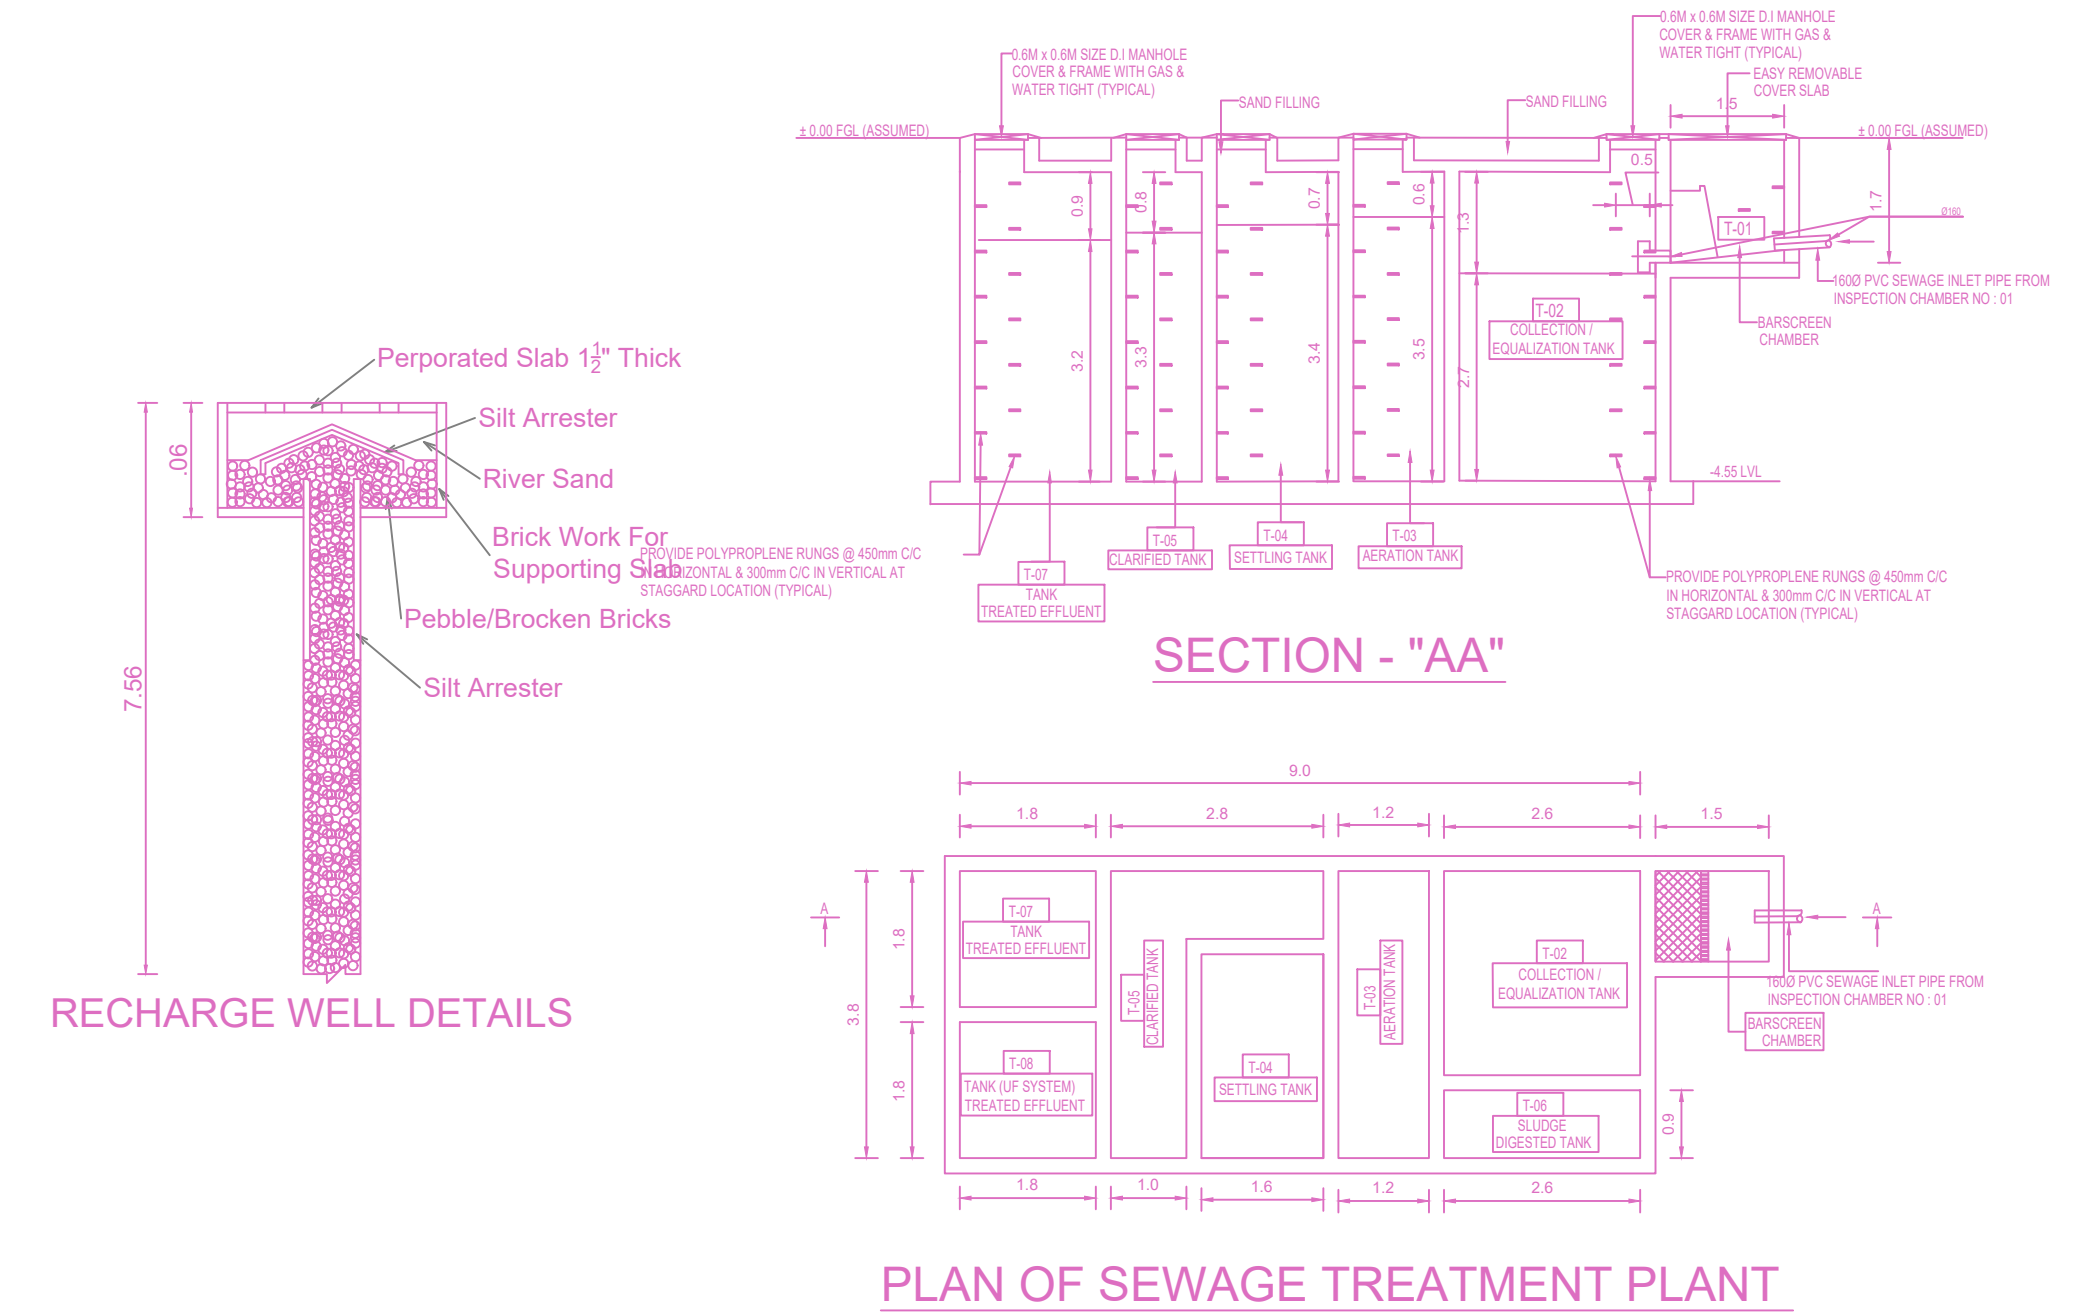 Perporated Slab 1 1/2" Thick
Silt Arrester
River Sand
Brick Work For
Supporting Slab
Pebble/Brocken Bricks
Silt Arrester
.06
7.56
RECHARGE WELL DETAILS
0.6M x 0.6M SIZE D.I MANHOLE
COVER & FRAME WITH GAS &
WATER TIGHT (TYPICAL)
SAND FILLING
SAND FILLING
0.6M x 0.6M SIZE D.I MANHOLE
COVER & FRAME WITH GAS &
WATER TIGHT (TYPICAL)
EASY REMOVABLE
COVER SLAB
1.5
± 0.00 FGL (ASSUMED)
± 0.00 FGL (ASSUMED)
0.5
0.9
0.8
0.7
0.6
1.3
1.7
Ø160
T-01
160Ø PVC SEWAGE INLET PIPE FROM
INSPECTION CHAMBER NO : 01
BARSCREEN
CHAMBER
T-02
COLLECTION /
EQUALIZATION TANK
3.2
3.3
3.4
3.5
2.7
-4.55 LVL
PROVIDE POLYPROPLENE RUNGS @ 450mm C/C
IN HORIZONTAL & 300mm C/C IN VERTICAL AT
STAGGARD LOCATION (TYPICAL)
T-07
TANK
TREATED EFFLUENT
T-05
CLARIFIED TANK
T-04
SETTLING TANK
T-03
AERATION TANK
PROVIDE POLYPROPLENE RUNGS @ 450mm C/C
IN HORIZONTAL & 300mm C/C IN VERTICAL AT
STAGGARD LOCATION (TYPICAL)
SECTION - "AA"
9.0
1.8
2.8
1.2
2.6
1.5
A
A
3.8
1.8
1.8
T-07
TANK
TREATED EFFLUENT
T-08
TANK (UF SYSTEM)
TREATED EFFLUENT
T-05
CLARIFIED TANK
T-04
SETTLING TANK
T-03
AERATION TANK
T-02
COLLECTION /
EQUALIZATION TANK
T-06
SLUDGE
DIGESTED TANK
0.9
160Ø PVC SEWAGE INLET PIPE FROM
INSPECTION CHAMBER NO : 01
BARSCREEN
CHAMBER
1.8
1.0
1.6
1.2
2.6
PLAN OF SEWAGE TREATMENT PLANT